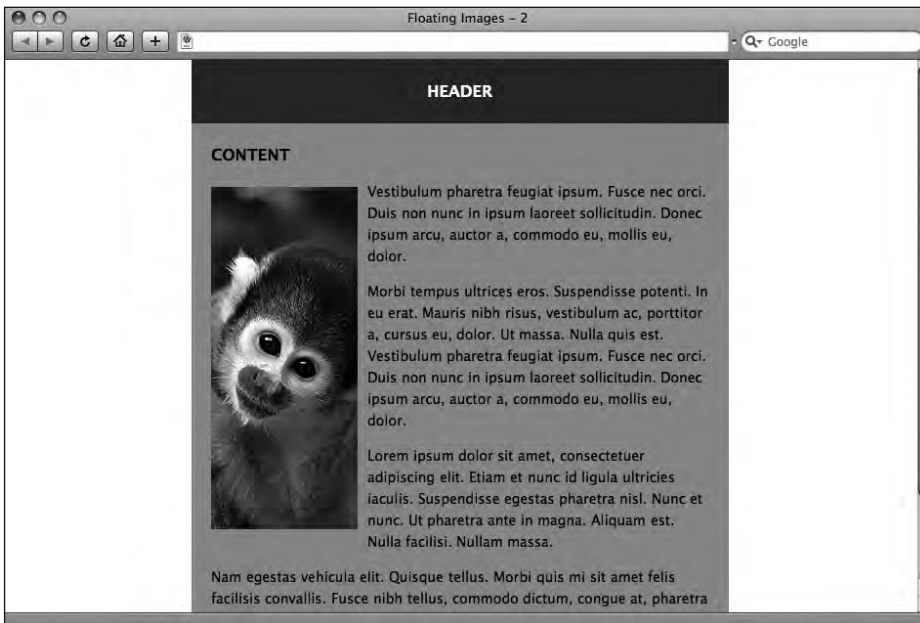 Floating Images – 2
Google
HEADER
CONTENT
Vestibulum pharetra feugiat ipsum. Fusce nec orci.
Duis non nunc in ipsum laoreet sollicitudin. Donec
ipsum arcu, auctor a, commodo eu, mollis eu,
dolor.
Morbi tempus ultrices eros. Suspendisse potenti. In
eu erat. Mauris nibh risus, vestibulum ac, porttitor
a, cursus eu, dolor. Ut massa. Nulla quis est.
Vestibulum pharetra feugiat ipsum. Fusce nec orci.
Duis non nunc in ipsum laoreet sollicitudin. Donec
ipsum arcu, auctor a, commodo eu, mollis eu,
dolor.
Lorem ipsum dolor sit amet, consectetuer
adipiscing elit. Etiam et nunc id ligula ultricies
iaculis. Suspendisse egestas pharetra nisl. Nunc et
nunc. Ut pharetra ante in magna. Aliquam est.
Nulla facilisi. Nullam massa.
Nam egestas vehicula elit. Quisque tellus. Morbi quis mi sit amet felis
facilisis convallis. Fusce nibh tellus, commodo dictum, congue at, pharetra